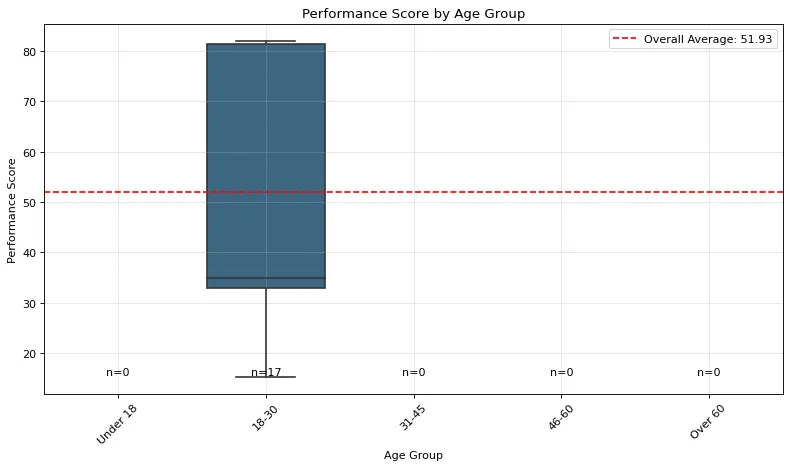 Performance Score by Age Group
Overall Average: 51.93
80
70
60
50
40
30
20
Performance Score
n=0
n=17
n=0
n=0
n=0
Under 18
18-30
31-45
46-60
Over 60
Age Group